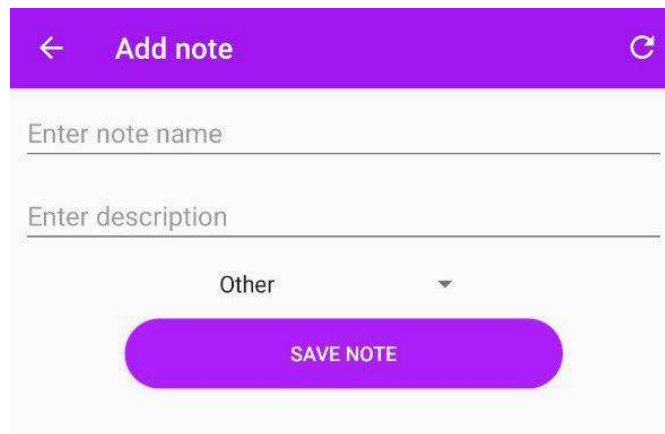 Add note
Enter note name
Enter description
Other
SAVE NOTE